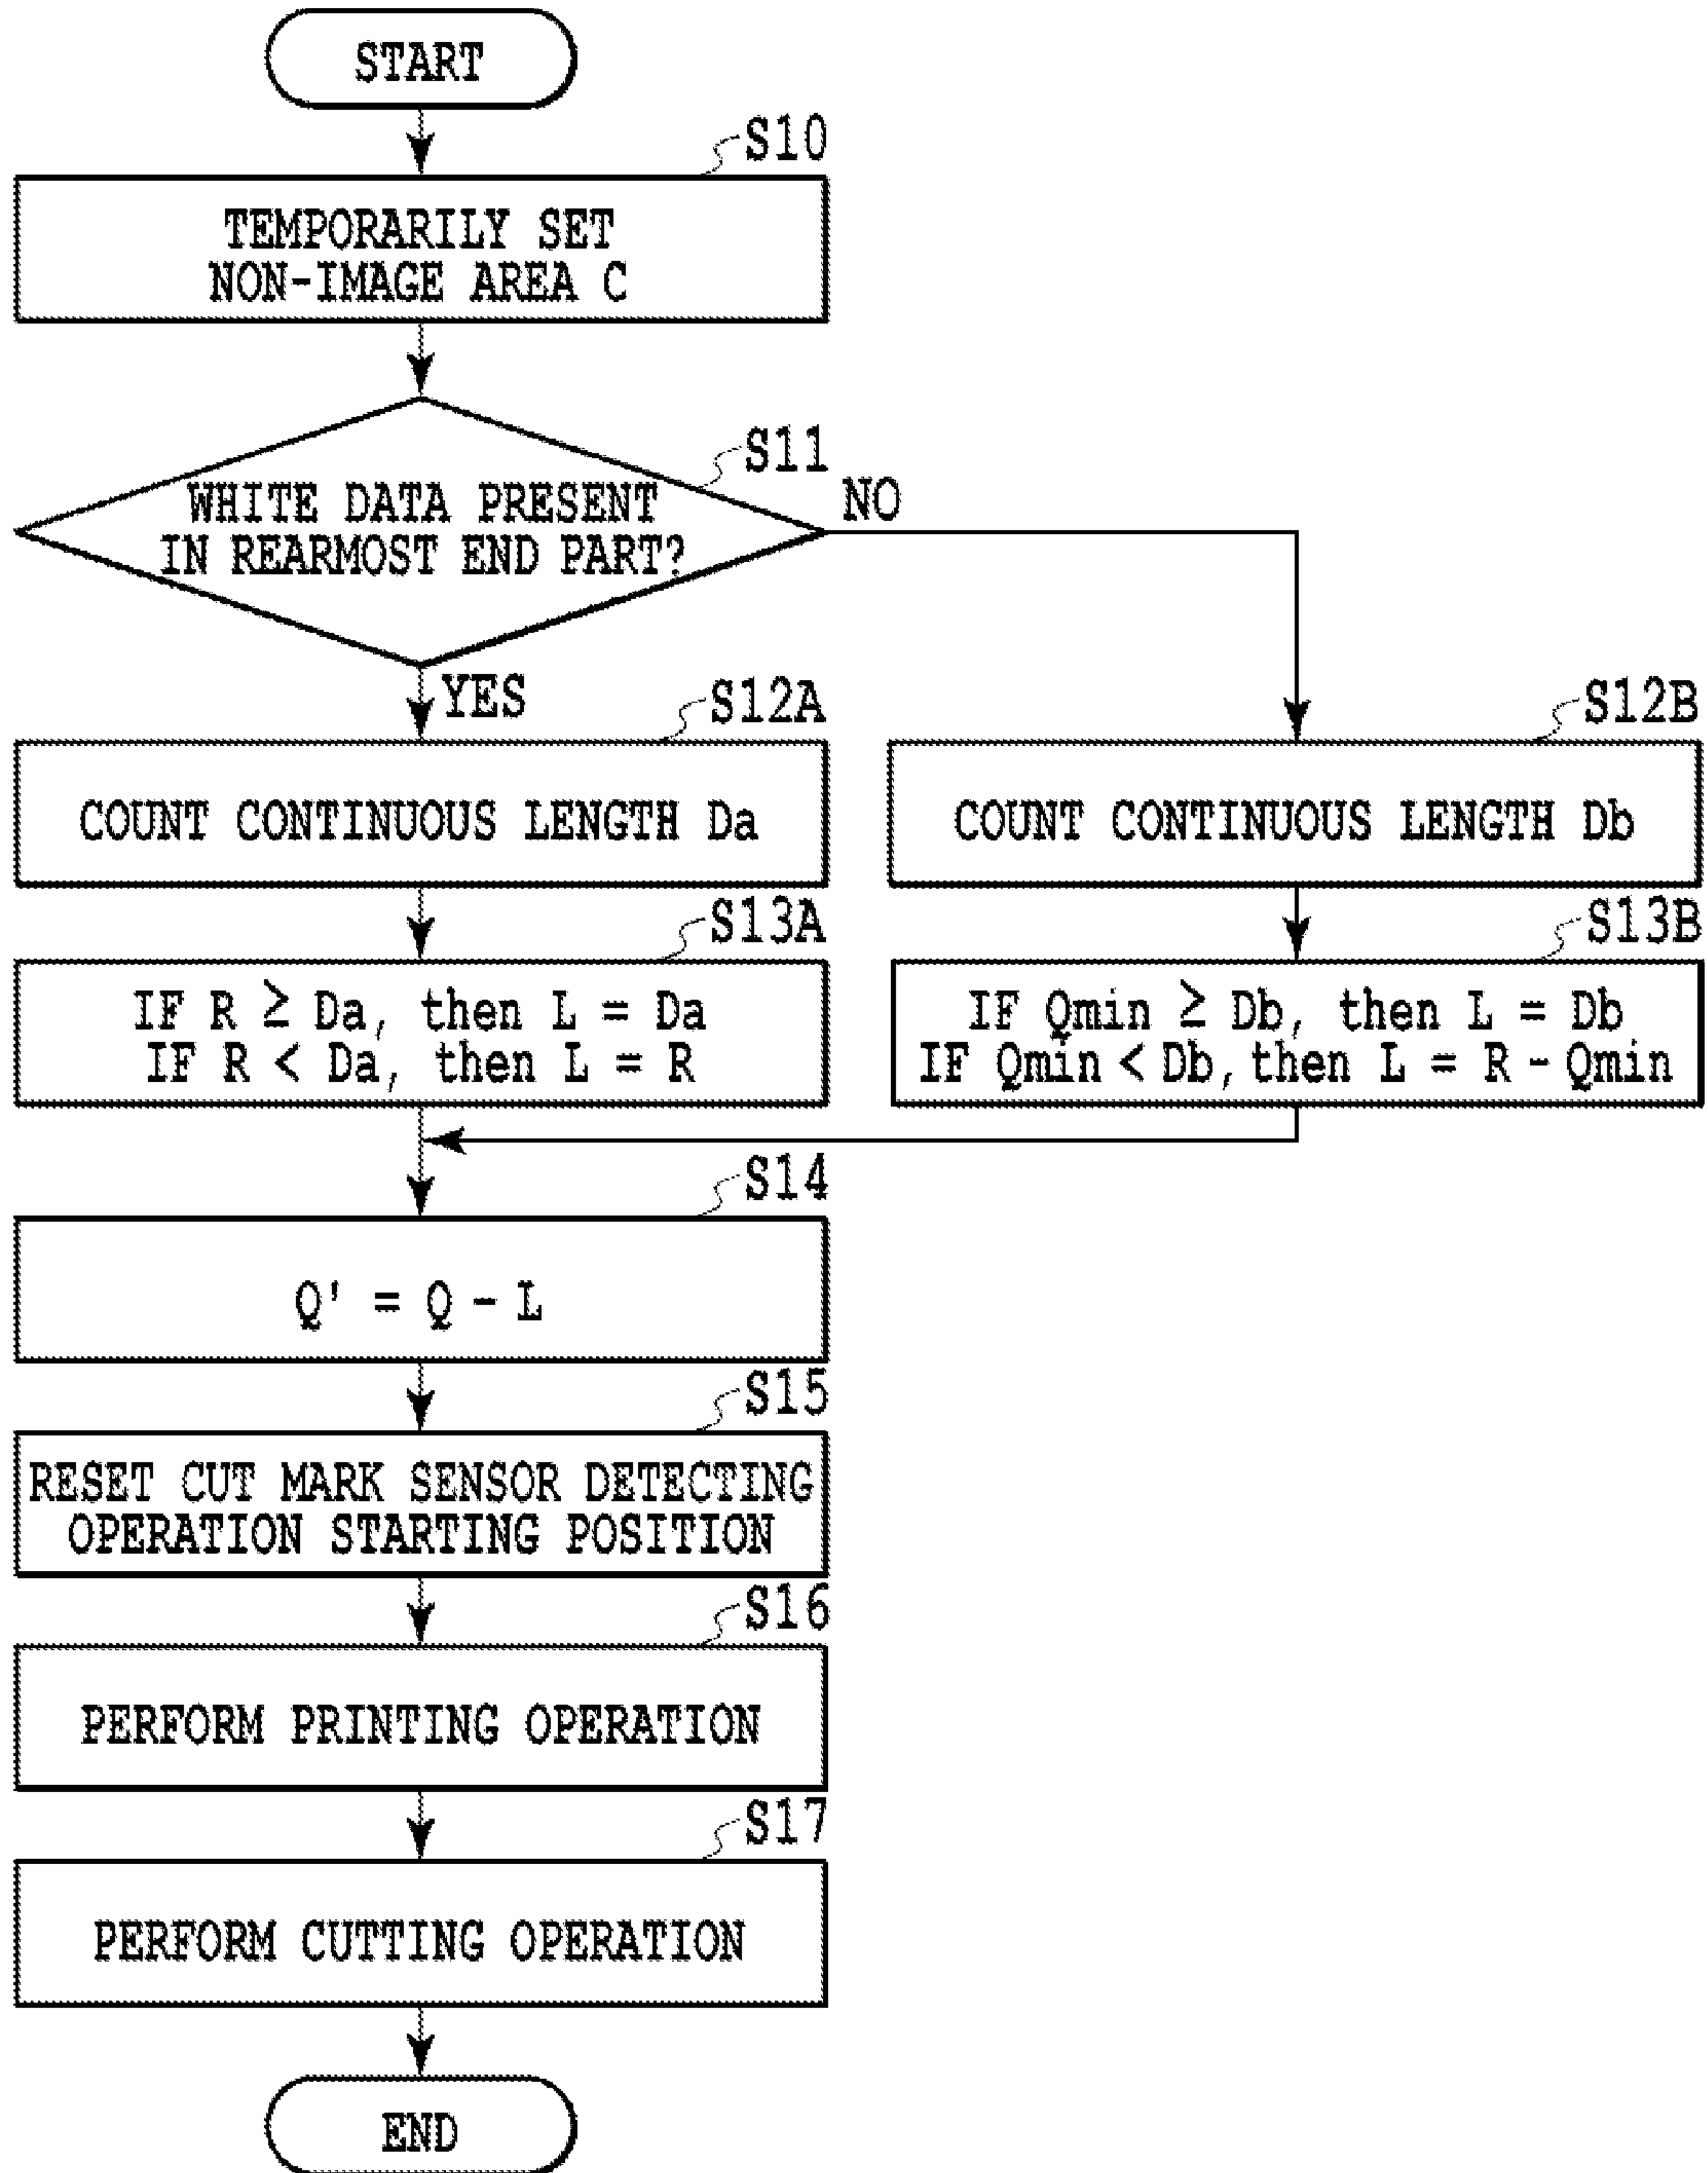 START
S10
TEMPORARILY SET
NON-IMAGE AREA C
S11
WHITE DATA PRESENT
IN REARMOST END PART?
NO
YES
S12A
COUNT CONTINUOUS LENGTH Da
S12B
COUNT CONTINUOUS LENGTH Db
S13A
IF R ≥ Da, then L = Da
IF R < Da, then L = R
S13B
IF Qmin ≥ Db, then L = Db
IF Qmin < Db, then L = R - Qmin
S14
Q' = Q - L
S15
RESET CUT MARK SENSOR DETECTING
OPERATION STARTING POSITION
S16
PERFORM PRINTING OPERATION
S17
PERFORM CUTTING OPERATION
END